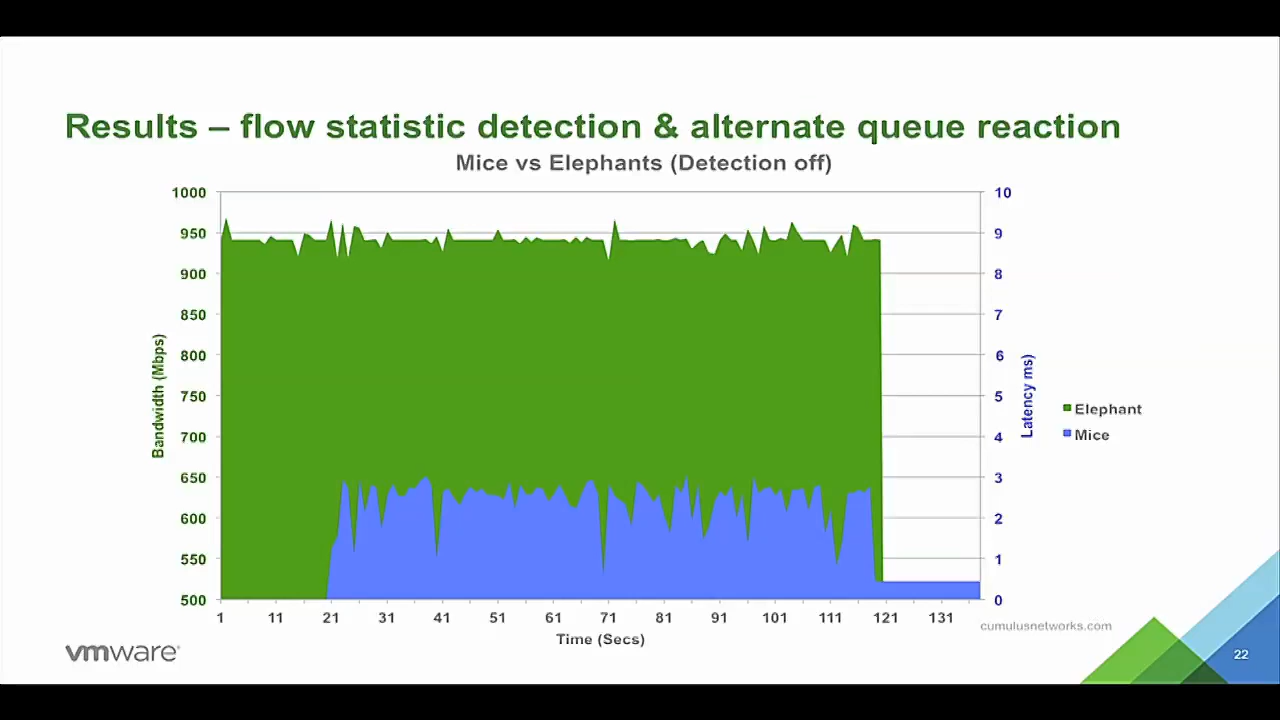 Results – flow statistic detection & alternate queue reaction
Mice vs Elephants (Detection off)
1000
950
900
850
800
750
700
650
600
550
500
Bandwidth (Mbps)
10
9
8
7
6
5
4
3
2
1
0
Latency ms)
Elephant
Mice
1 11 21 31 41 51 61 71 81 91 101 111 121 131
Time (Secs)
cumulusnetworks.com
vmware®
22